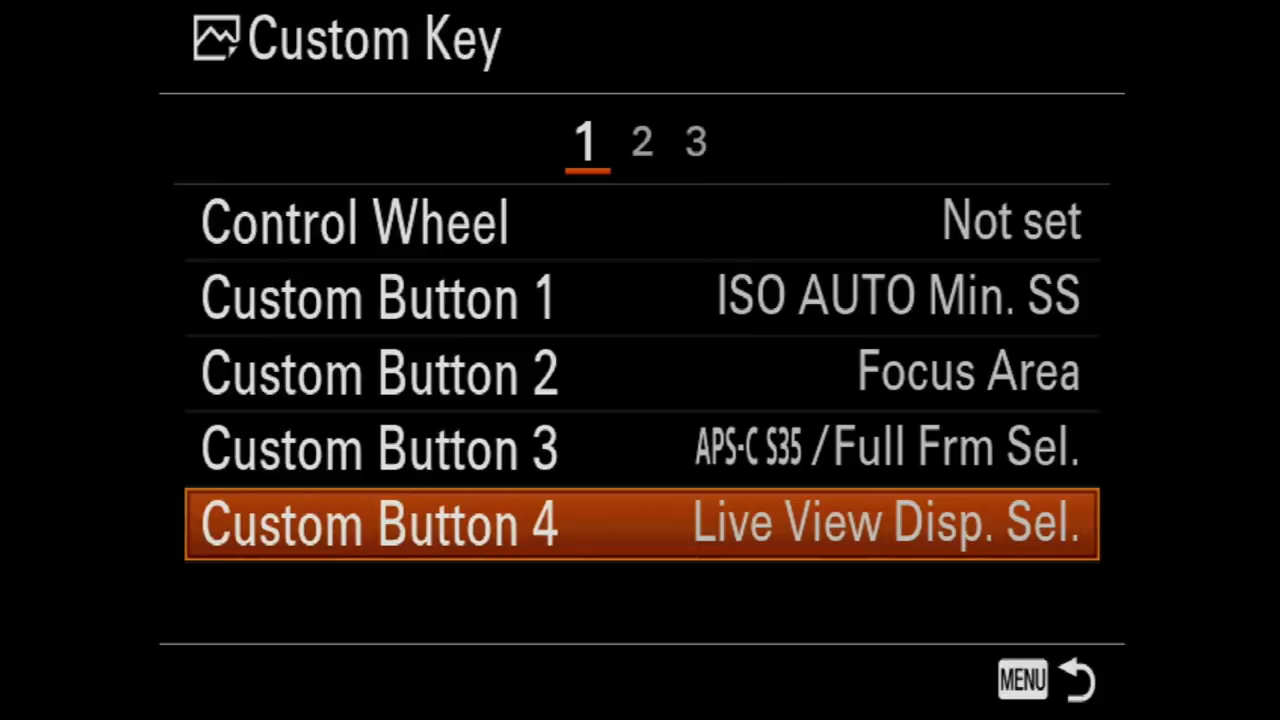 Custom Key
1 2 3
Control Wheel Not set
Custom Button 1 ISO AUTO Min. SS
Custom Button 2 Focus Area
Custom Button 3 APS-C S35 /Full Frm Sel.
Custom Button 4 Live View Disp. Sel.
MENU